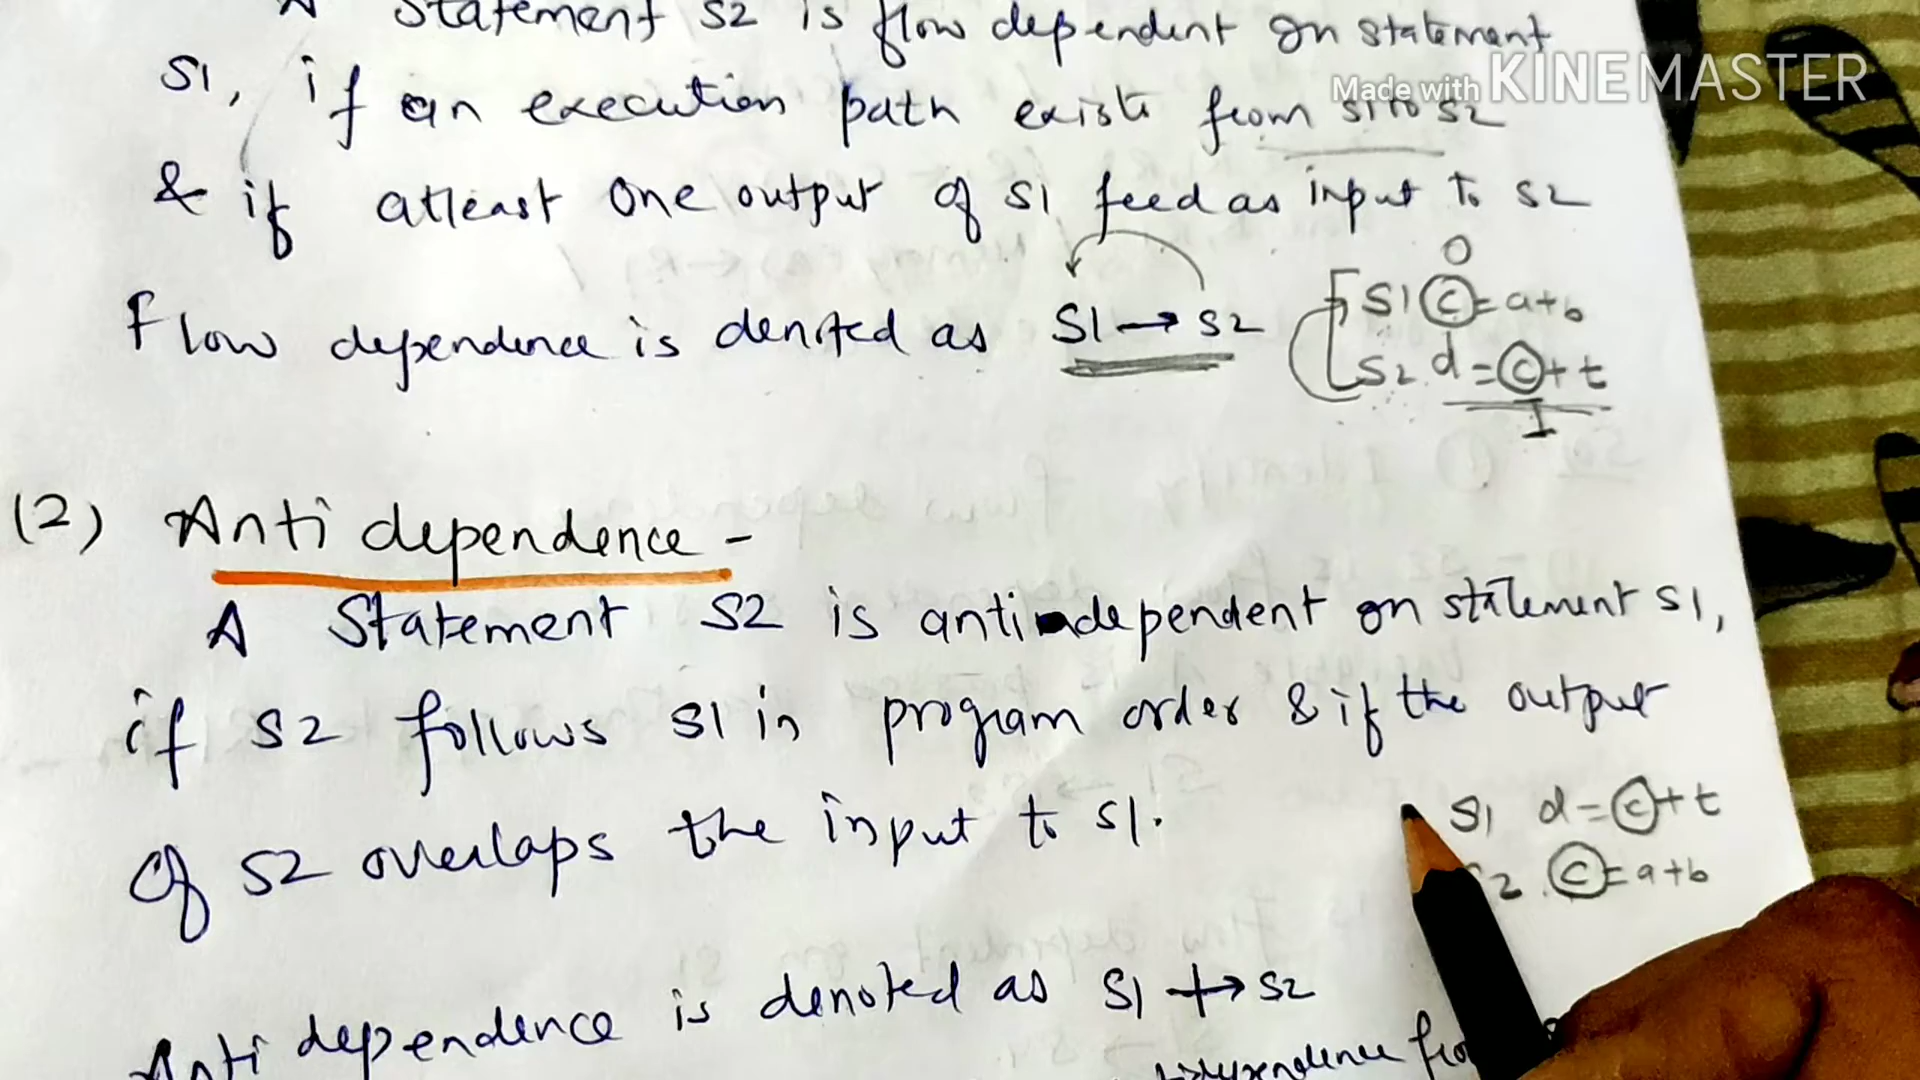 Statement S2 is flow dependent on statement
S1, if an execution path exists from S1 to S2
& if atleast one output of S1 feed as input to S2
Flow dependence is denoted as S1 → S2
O
S1 c = a+b
S2 d = c + t
I
(2) Anti dependence -
A Statement S2 is antidependent on statement S1,
if S2 follows S1 in program order & if the output
of S2 overlaps the input to S1.
S1 d = c + t
2 c = a+b
Anti dependence is denoted as S1 +→ S2
Made with KINEMASTER